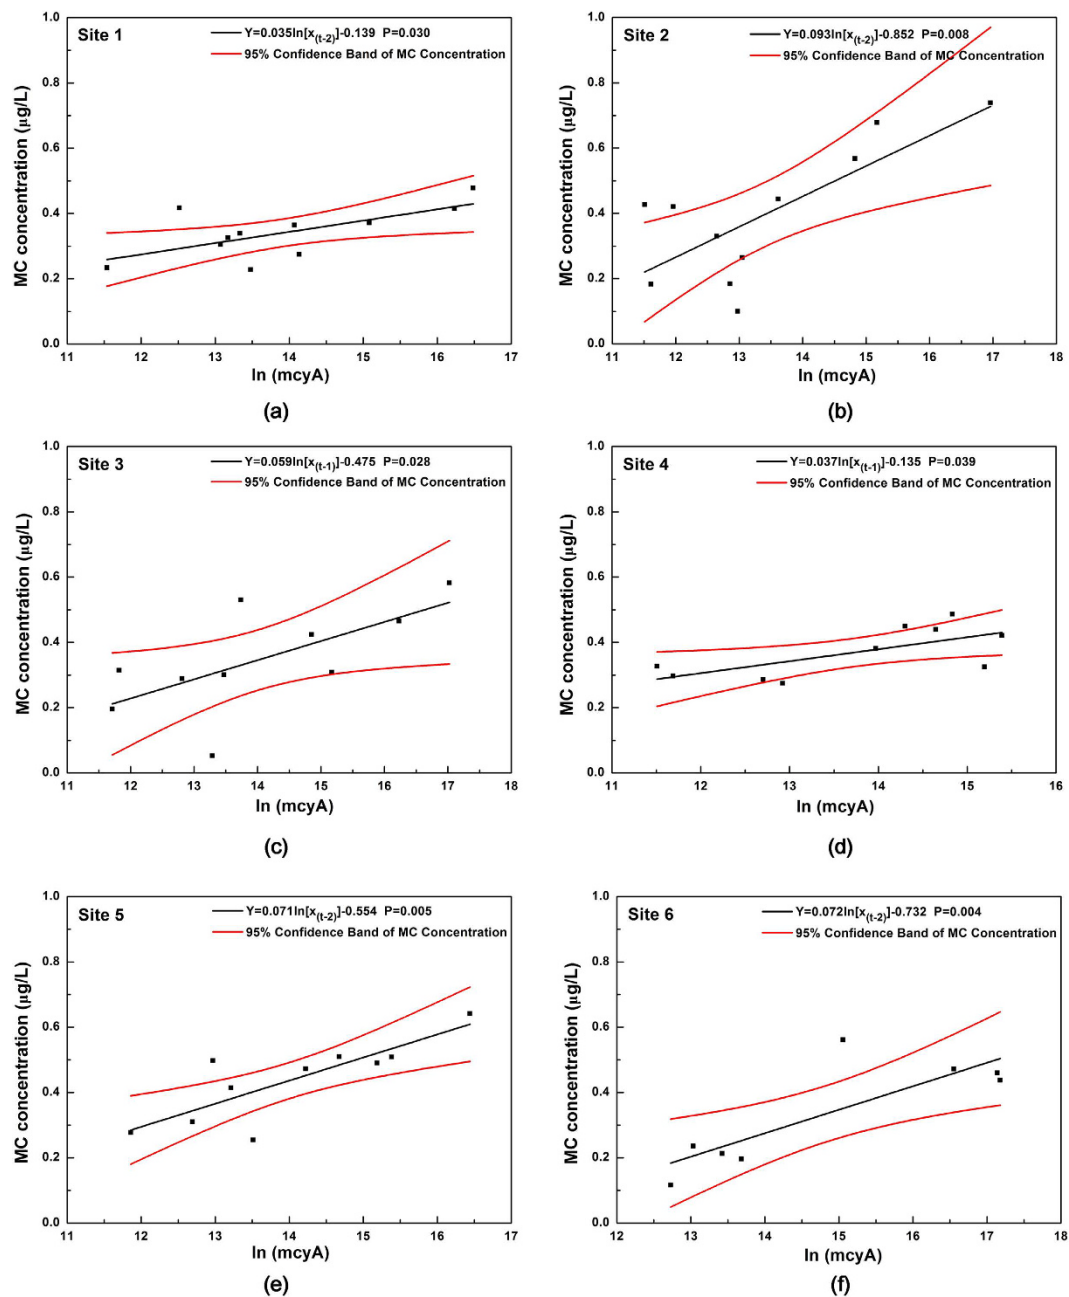 Site 1
Y=0.035ln[x(t-2)]-0.139 P=0.030
95% Confidence Band of MC Concentration
MC concentration (μg/L)
1.0
0.8
0.6
0.4
0.2
0.0
11 12 13 14 15 16 17
ln (mcyA)
(a)
Site 2
Y=0.093ln[x(t-2)]-0.852 P=0.008
95% Confidence Band of MC Concentration
MC concentration (μg/L)
1.0
0.8
0.6
0.4
0.2
0.0
11 12 13 14 15 16 17 18
ln (mcyA)
(b)
Site 3
Y=0.059ln[x(t-1)]-0.475 P=0.028
95% Confidence Band of MC Concentration
MC concentration (μg/L)
1.0
0.8
0.6
0.4
0.2
0.0
11 12 13 14 15 16 17 18
ln (mcyA)
(c)
Site 4
Y=0.037ln[x(t-1)]-0.135 P=0.039
95% Confidence Band of MC Concentration
MC concentration (μg/L)
1.0
0.8
0.6
0.4
0.2
0.0
11 12 13 14 15 16
ln (mcyA)
(d)
Site 5
Y=0.071ln[x(t-2)]-0.554 P=0.005
95% Confidence Band of MC Concentration
MC concentration (μg/L)
1.0
0.8
0.6
0.4
0.2
0.0
11 12 13 14 15 16 17
ln (mcyA)
(e)
Site 6
Y=0.072ln[x(t-2)]-0.732 P=0.004
95% Confidence Band of MC Concentration
MC concentration (μg/L)
1.0
0.8
0.6
0.4
0.2
0.0
12 13 14 15 16 17 18
ln (mcyA)
(f)